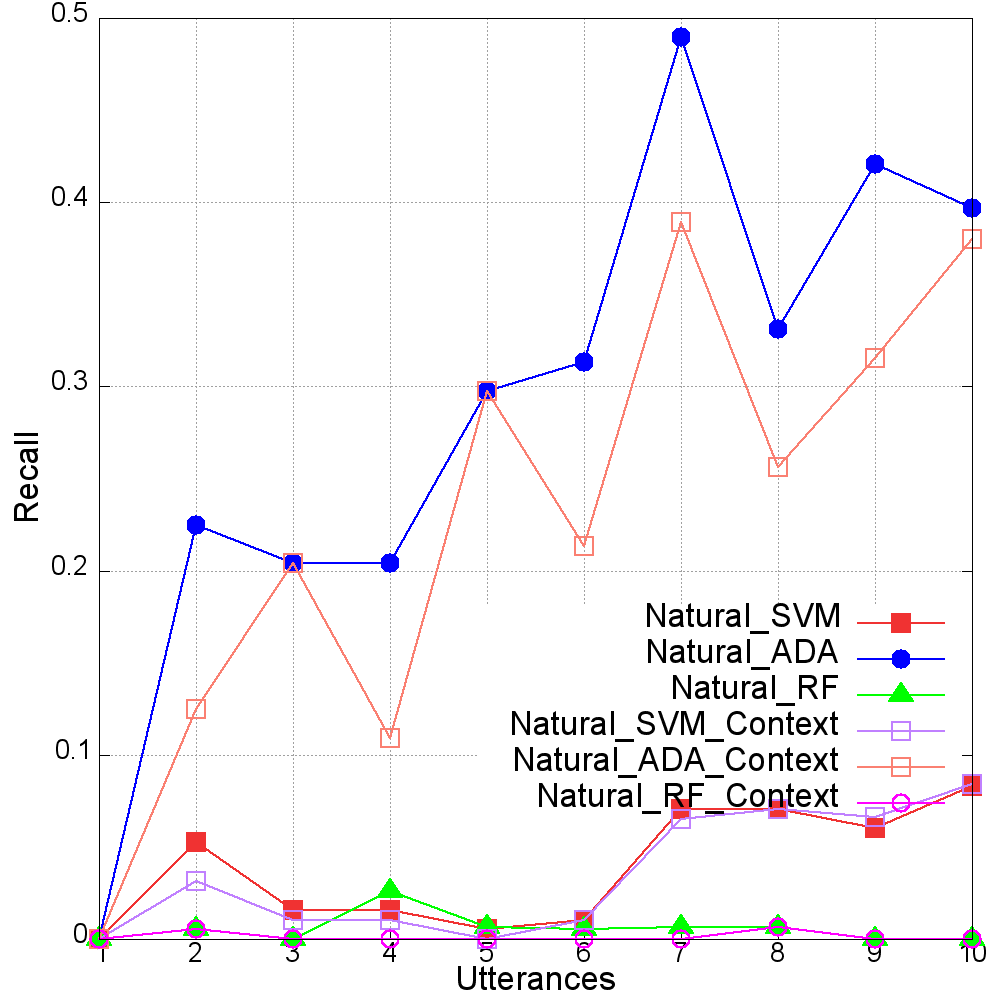 0.5
0.4
0.3
0.2
0.1
0
Recall
Natural_SVM
Natural_ADA
Natural_RF
Natural_SVM_Context
Natural_ADA_Context
Natural_RF_Context
1 2 3 4 5 6 7 8 9 10
Utterances